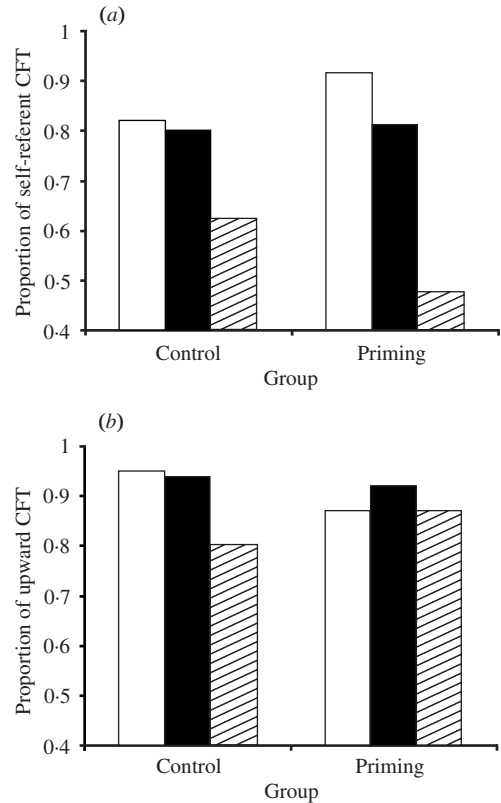 (a)
Proportion of self-referent CFT
1
0·9
0·8
0·7
0·6
0·5
0·4
Control Priming
Group
(b)
Proportion of upward CFT
1
0·9
0·8
0·7
0·6
0·5
0·4
Control Priming
Group